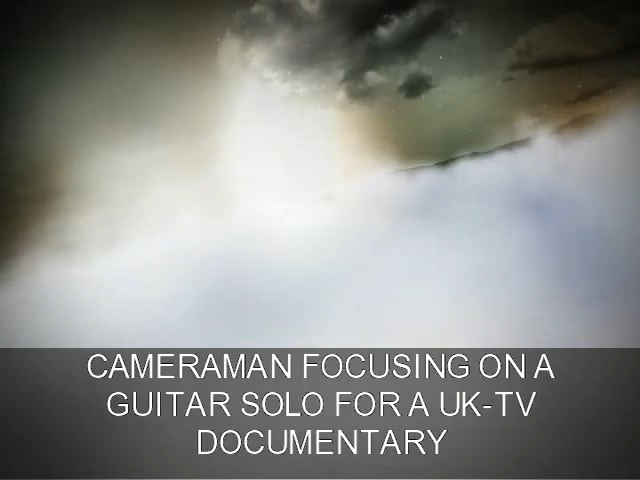 CAMERAMAN FOCUSING ON A
GUITAR SOLO FOR A UK-TV
DOCUMENTARY